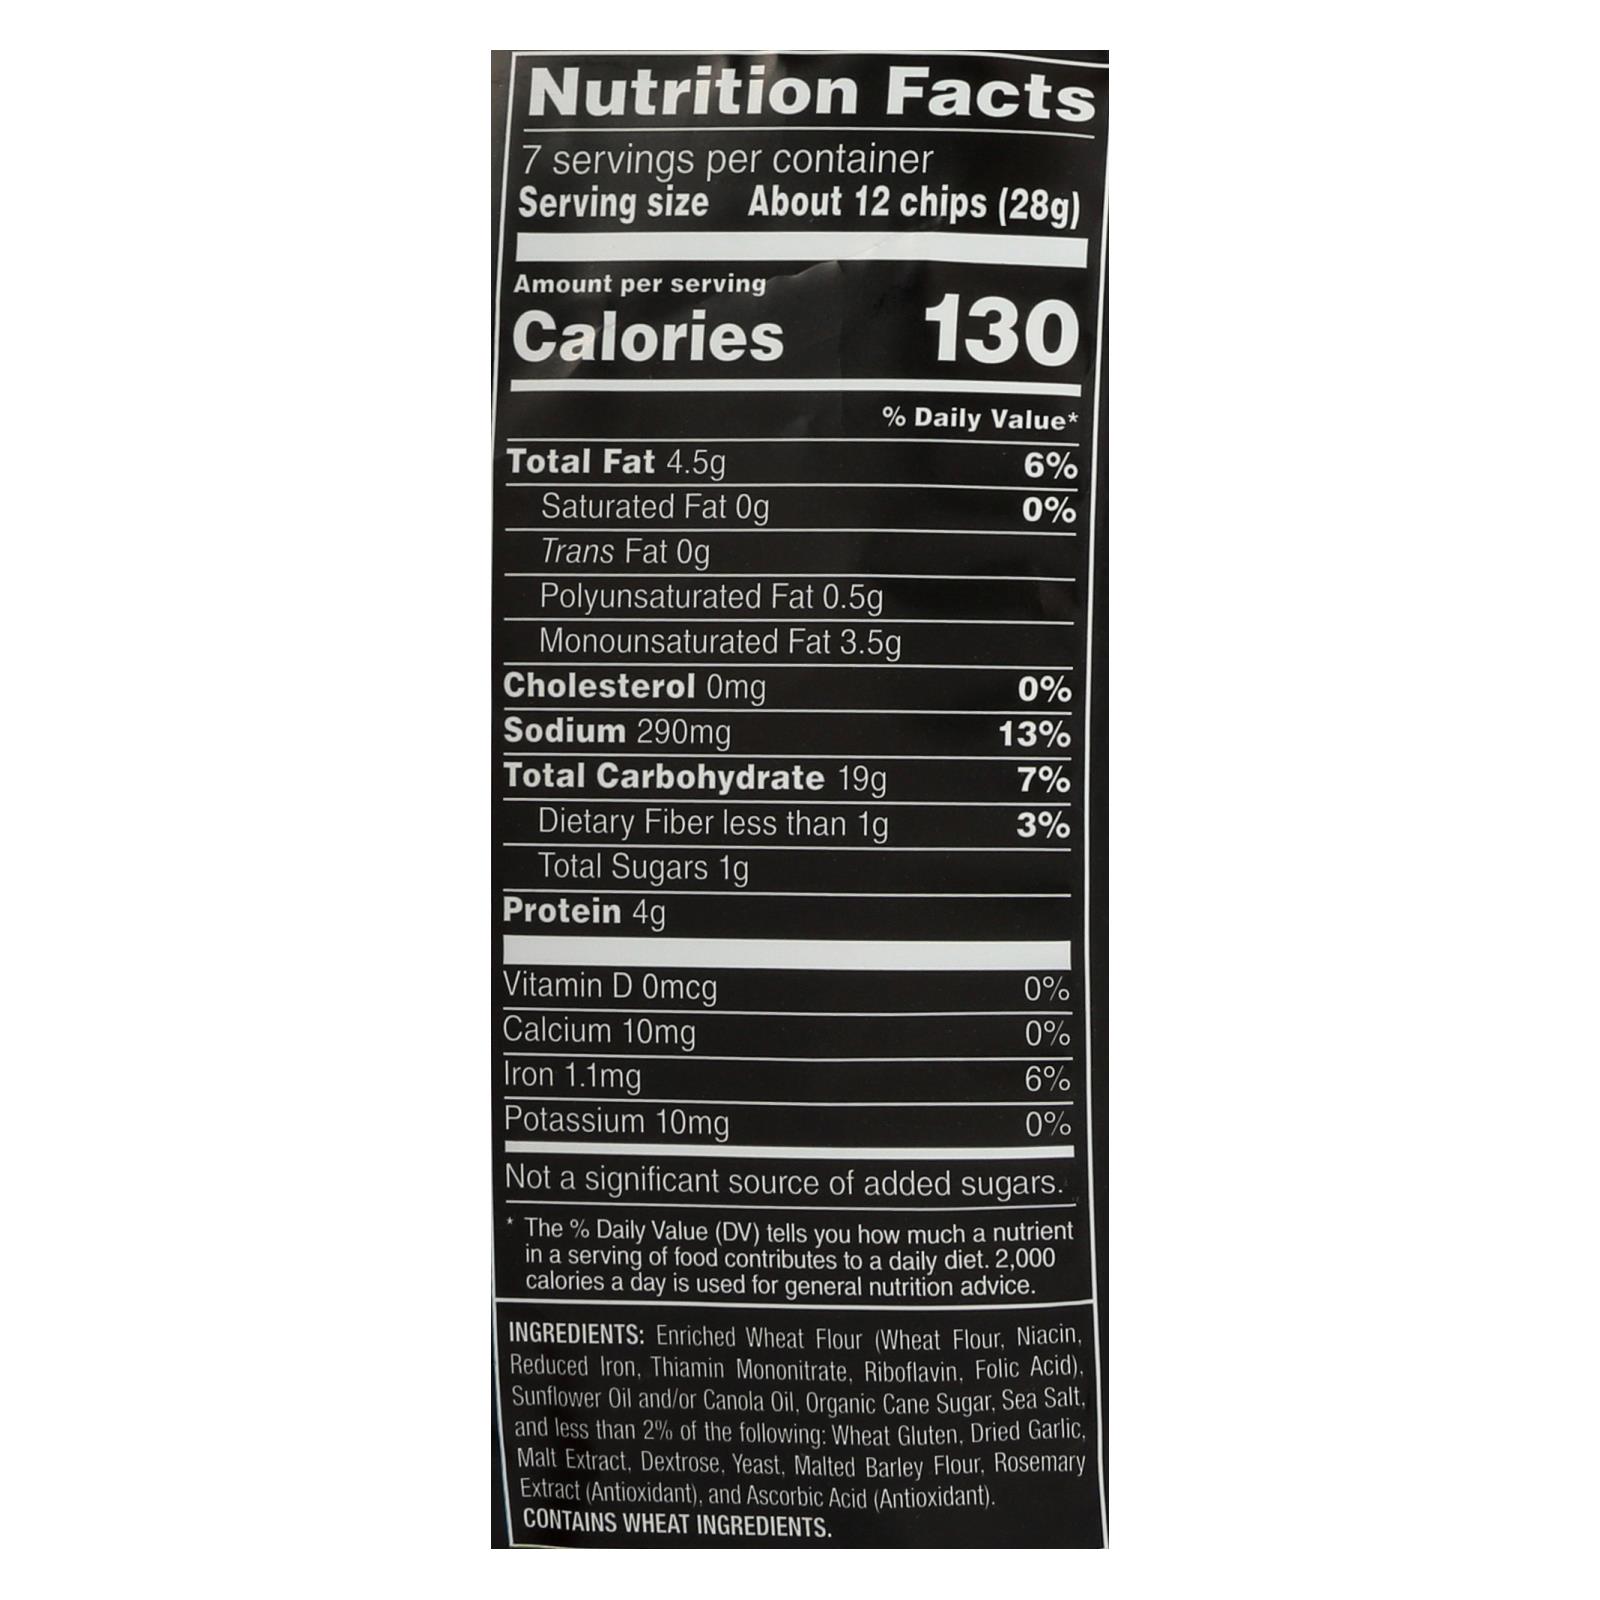 Nutrition Facts
7 servings per container
Serving size About 12 chips (28g)
Amount per serving
Calories 130
% Daily Value*
Total Fat 4.5g 6%
Saturated Fat 0g 0%
Trans Fat 0g
Polyunsaturated Fat 0.5g
Monounsaturated Fat 3.5g
Cholesterol 0mg 0%
Sodium 290mg 13%
Total Carbohydrate 19g 7%
Dietary Fiber less than 1g 3%
Total Sugars 1g
Protein 4g
Vitamin D 0mcg 0%
Calcium 10mg 0%
Iron 1.1mg 6%
Potassium 10mg 0%
Not a significant source of added sugars.
* The % Daily Value (DV) tells you how much a nutrient
in a serving of food contributes to a daily diet. 2,000
calories a day is used for general nutrition advice.
INGREDIENTS: Enriched Wheat Flour (Wheat Flour, Niacin,
Reduced Iron, Thiamin Mononitrate, Riboflavin, Folic Acid),
Sunflower Oil and/or Canola Oil, Organic Cane Sugar, Sea Salt,
and less than 2% of the following: Wheat Gluten, Dried Garlic,
Malt Extract, Dextrose, Yeast, Malted Barley Flour, Rosemary
Extract (Antioxidant), and Ascorbic Acid (Antioxidant).
CONTAINS WHEAT INGREDIENTS.